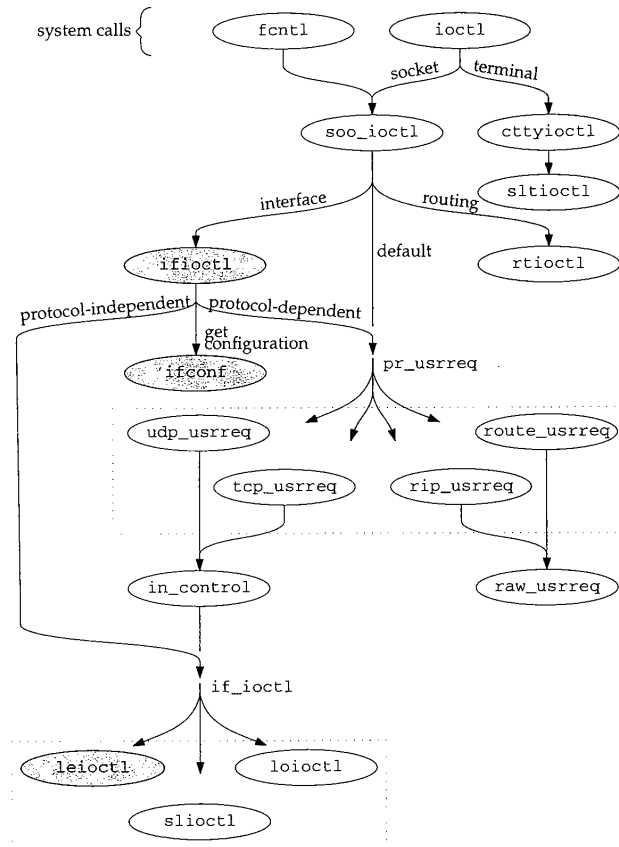 system calls
fcntl
ioctl
socket
terminal
soo_ioctl
cttyioctl
sltioctl
interface
routing
ifioctl
default
rtioctl
protocol-independent
protocol-dependent
get
configuration
ifconf
pr_usrreq
udp_usrreq
route_usrreq
tcp_usrreq
rip_usrreq
in_control
raw_usrreq
if_ioctl
leioctl
loioctl
slioctl